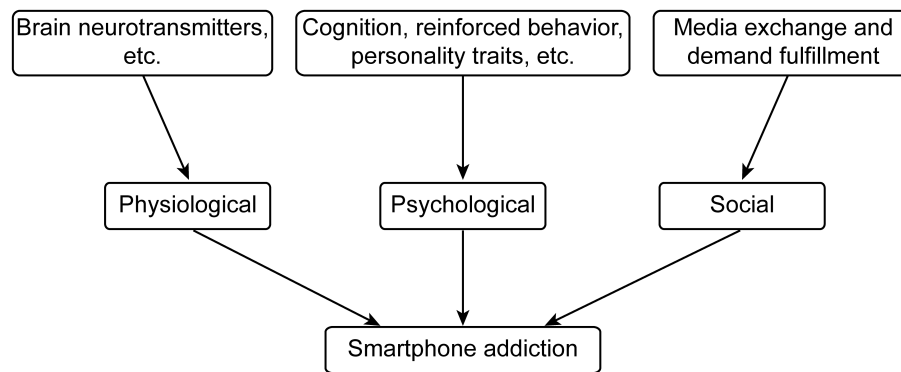 Brain neurotransmitters,
etc.
Cognition, reinforced behavior,
personality traits, etc.
Media exchange and
demand fulfillment
Physiological
Psychological
Social
Smartphone addiction